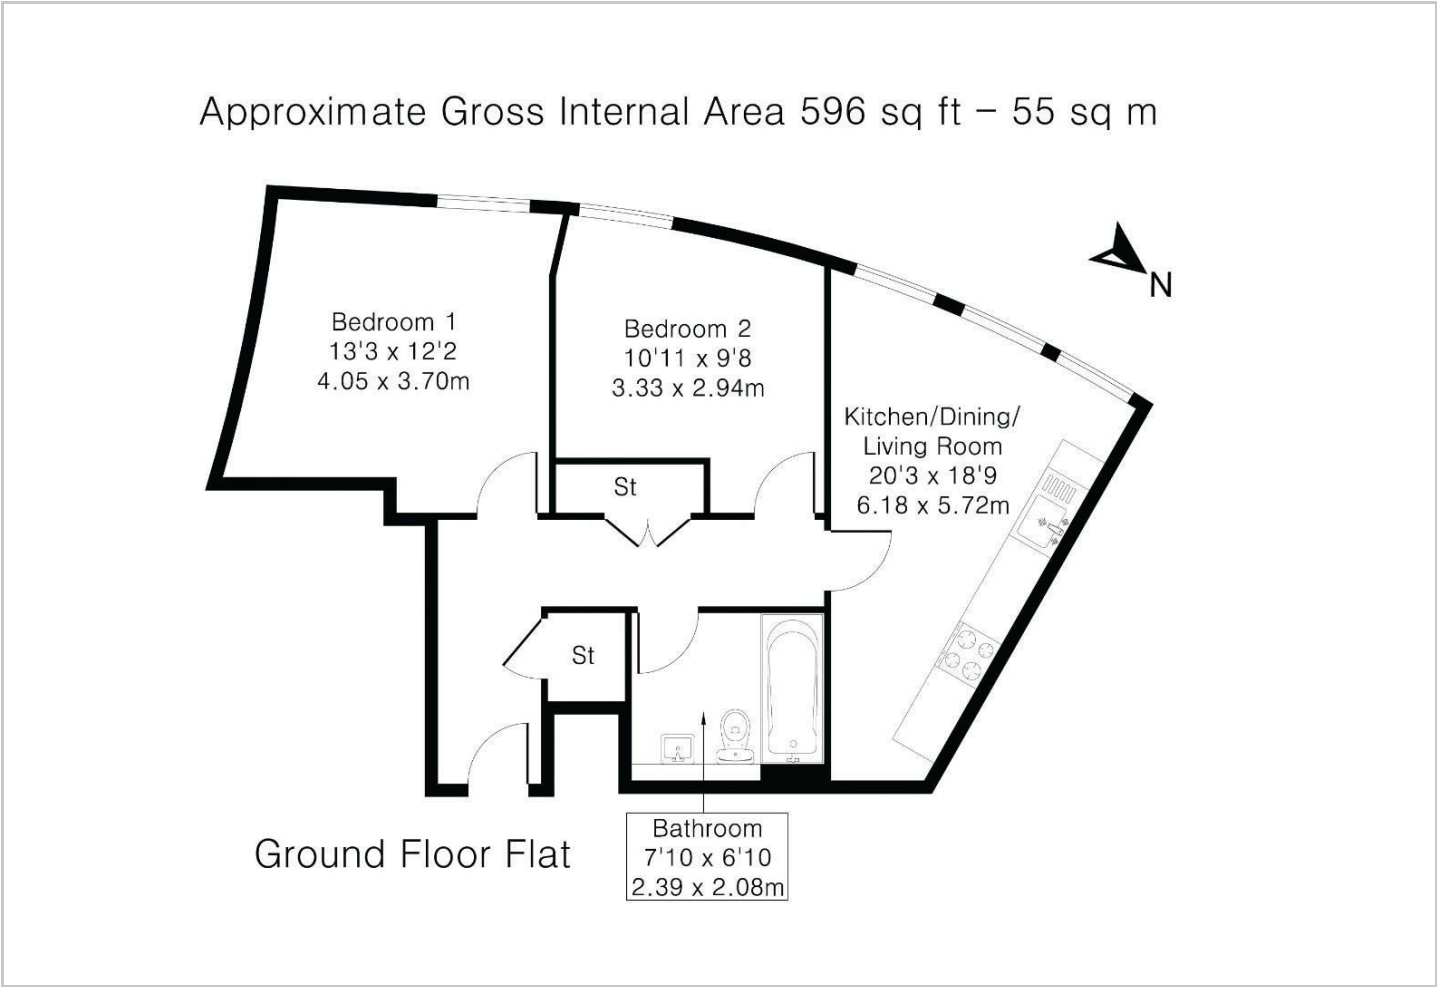 Approximate Gross Internal Area 596 sq ft - 55 sq m
N
Bedroom 1
13'3 x 12'2
4.05 x 3.70m
Bedroom 2
10'11 x 9'8
3.33 x 2.94m
Kitchen/Dining/
Living Room
20'3 x 18'9
6.18 x 5.72m
St
St
Ground Floor Flat
Bathroom
7'10 x 6'10
2.39 x 2.08m